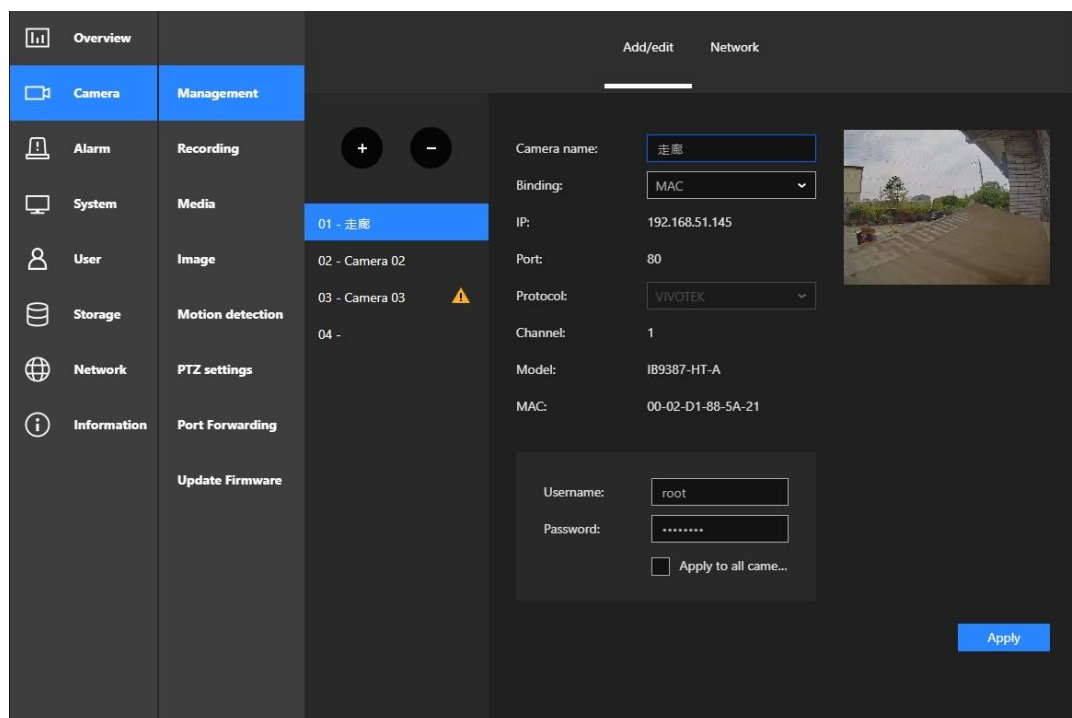 Overview
Camera
Alarm
System
User
Storage
Network
Information
Management
Recording
Media
Image
Motion detection
PTZ settings
Port Forwarding
Update Firmware
Add/edit Network
+ -
01 - 走廊
02 - Camera 02
03 - Camera 03
04 -
Camera name: 走廊
Binding: MAC
IP: 192.168.51.145
Port: 80
Protocol: VIVOTEK
Channel: 1
Model: IB9387-HT-A
MAC: 00-02-D1-88-5A-21
Username: root
Password: ••••••••
Apply to all came...
Apply